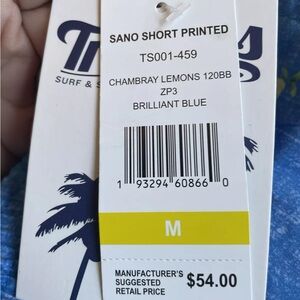 SANO SHORT PRINTED
TS001-459
SURF & S
CHAMBRAY LEMONS 120BB
ZP3
BRILLIANT BLUE
1 93294 60866 0
M
MANUFACTURER'S
SUGGESTED
RETAIL PRICE
$54.00